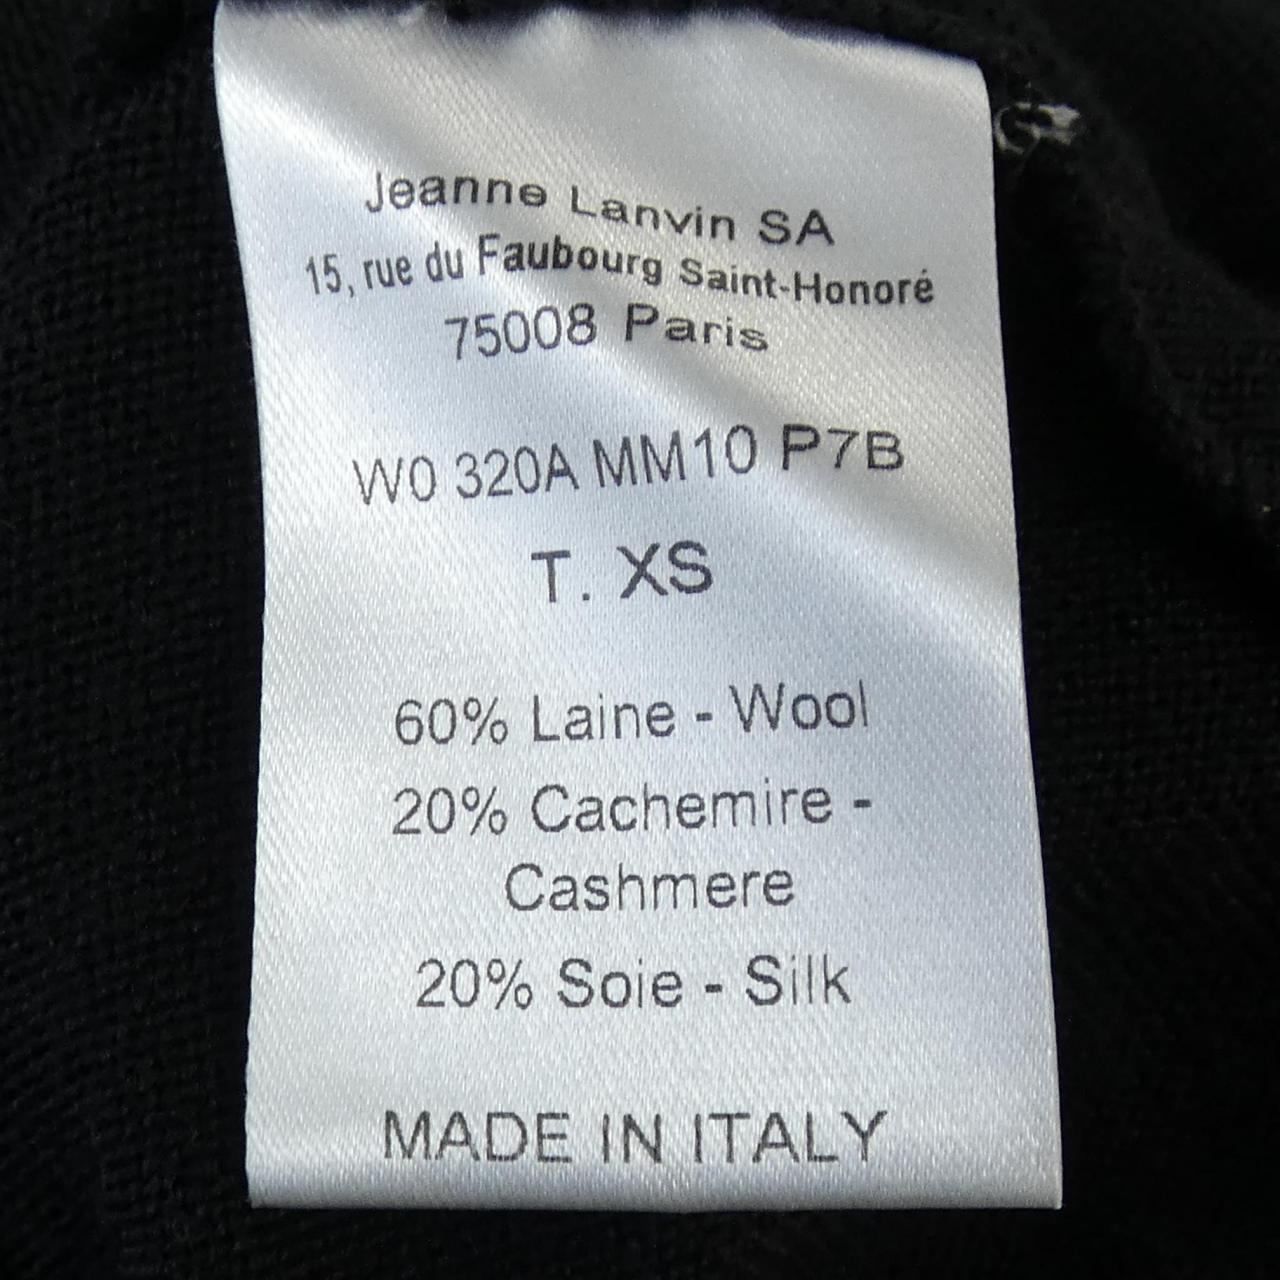 Jeanne Lanvin SA
15, rue du Faubourg Saint-Honoré
75008 Paris
W0 320A MM10 P7B
T. XS
60% Laine - Wool
20% Cachemire -
Cashmere
20% Soie - Silk
MADE IN ITALY